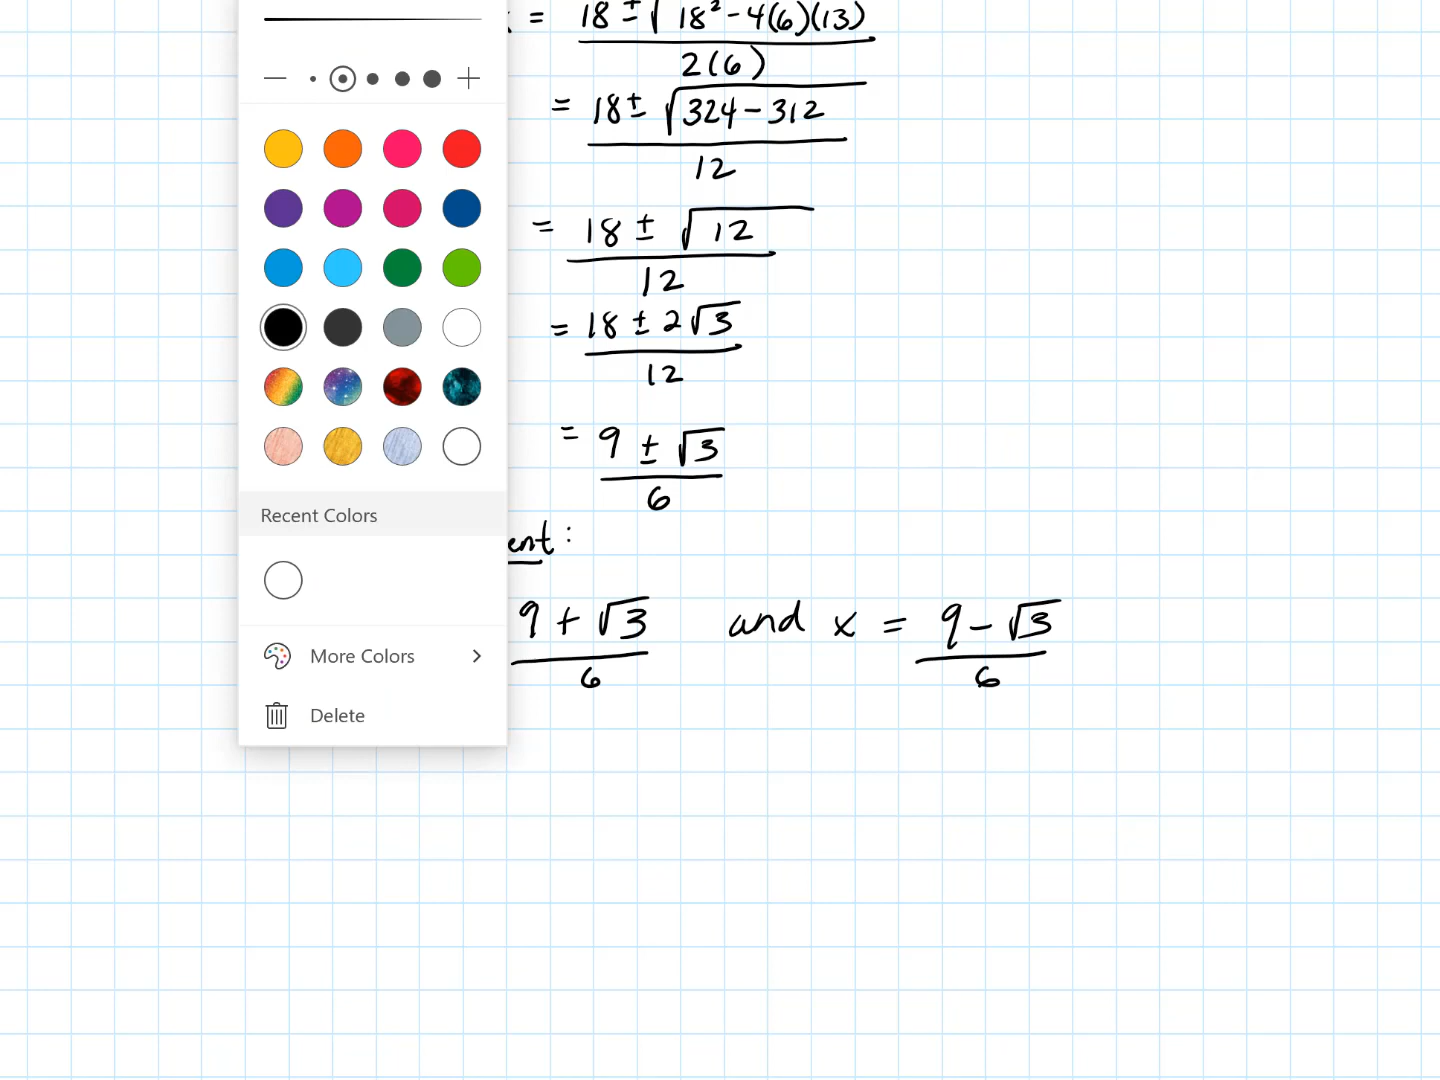 = 18 ± √18² - 4(6)(13)
2(6)
= 18 ± √324 - 312
12
= 18 ± √12
12
= 18 ± 2√3
12
= 9 ± √3
6
Recent Colors
ent:
9 + √3 and x = 9 - √3
6 6
More Colors
Delete